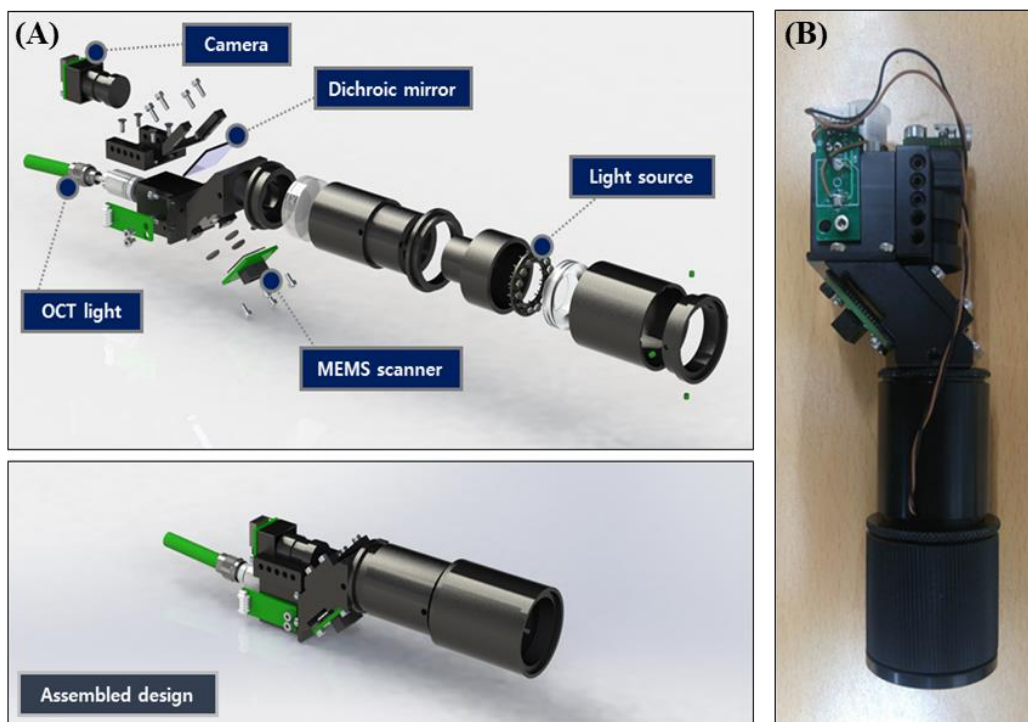 (A)
Camera
Dichroic mirror
Light source
OCT light
MEMS scanner
Assembled design
(B)